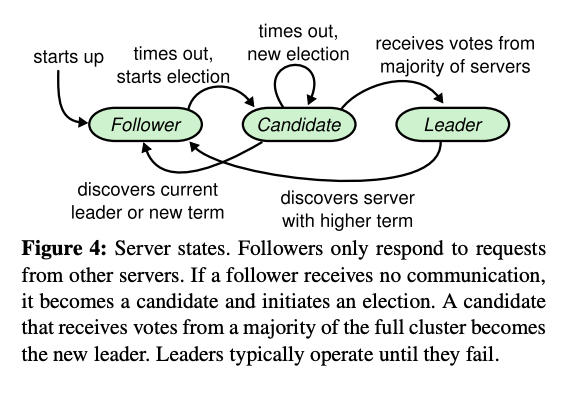 starts up
times out,
starts election
times out,
new election
receives votes from
majority of servers
Follower
Candidate
Leader
discovers current
leader or new term
discovers server
with higher term
Figure 4: Server states. Followers only respond to requests
from other servers. If a follower receives no communication,
it becomes a candidate and initiates an election. A candidate
that receives votes from a majority of the full cluster becomes
the new leader. Leaders typically operate until they fail.